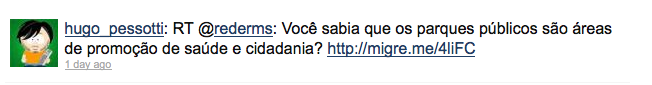 hugo_pessotti: RT @rederms: Você sabia que os parques públicos são áreas
de promoção de saúde e cidadania? http://migre.me/4liFC
1 day ago